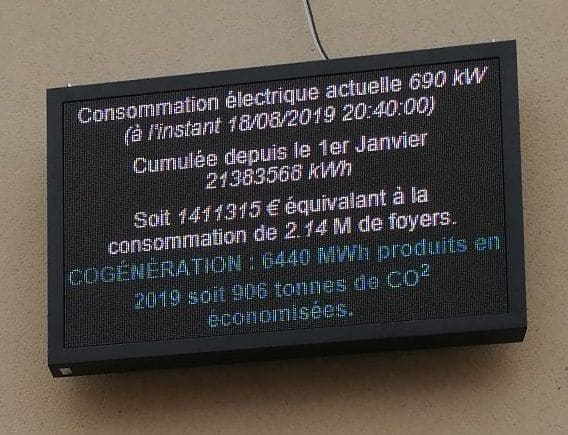 Consommation électrique actuelle 690 kW
(à l'instant 18/08/2019 20:40:00)
Cumulée depuis le 1er Janvier
21383568 kWh
Soit 1411315 € équivalant à la
consommation de 2.14 M de foyers.
COGÉNÉRATION : 6440 MWh produits en
2019 soit 906 tonnes de CO²
économisées.